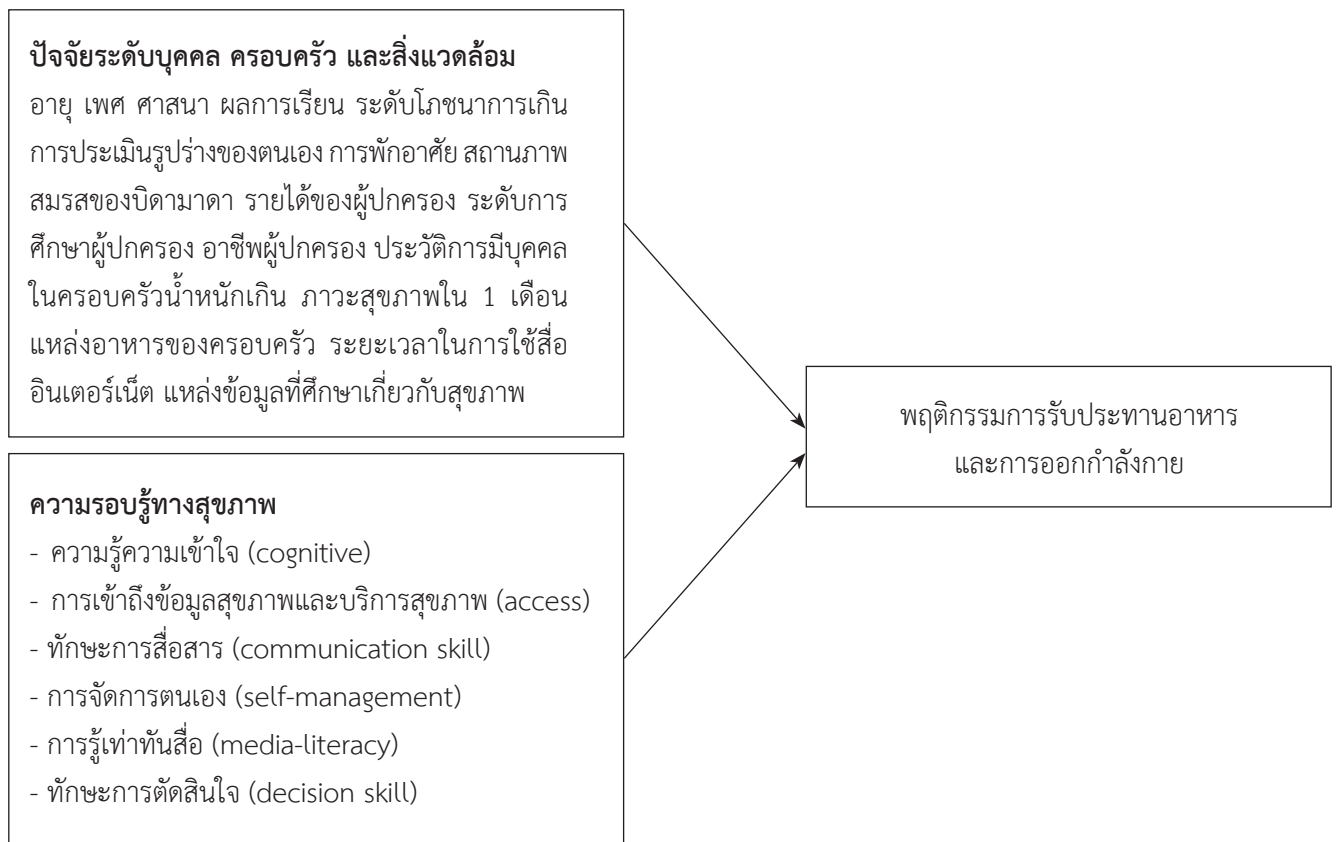 ปัจจัยระดับบุคคล ครอบครัว และสิ่งแวดล้อม
อายุ เพศ ศาสนา ผลการเรียน ระดับโภชนาการเกิน
การประเมินรูปร่างของตนเอง การพักอาศัย สถานภาพ
สมรสของบิดามาดา รายได้ของผู้ปกครอง ระดับการ
ศึกษาผู้ปกครอง อาชีพผู้ปกครอง ประวัติการมีบุคคล
ในครอบครัวน้ำหนักเกิน ภาวะสุขภาพใน 1 เดือน
แหล่งอาหารของครอบครัว ระยะเวลาในการใช้สื่อ
อินเตอร์เน็ต แหล่งข้อมูลที่ศึกษาเกี่ยวกับสุขภาพ
ความรอบรู้ทางสุขภาพ
- ความรู้ความเข้าใจ (cognitive)
- การเข้าถึงข้อมูลสุขภาพและบริการสุขภาพ (access)
- ทักษะการสื่อสาร (communication skill)
- การจัดการตนเอง (self-management)
- การรู้เท่าทันสื่อ (media-literacy)
- ทักษะการตัดสินใจ (decision skill)
พฤติกรรมการรับประทานอาหาร
และการออกกำลังกาย